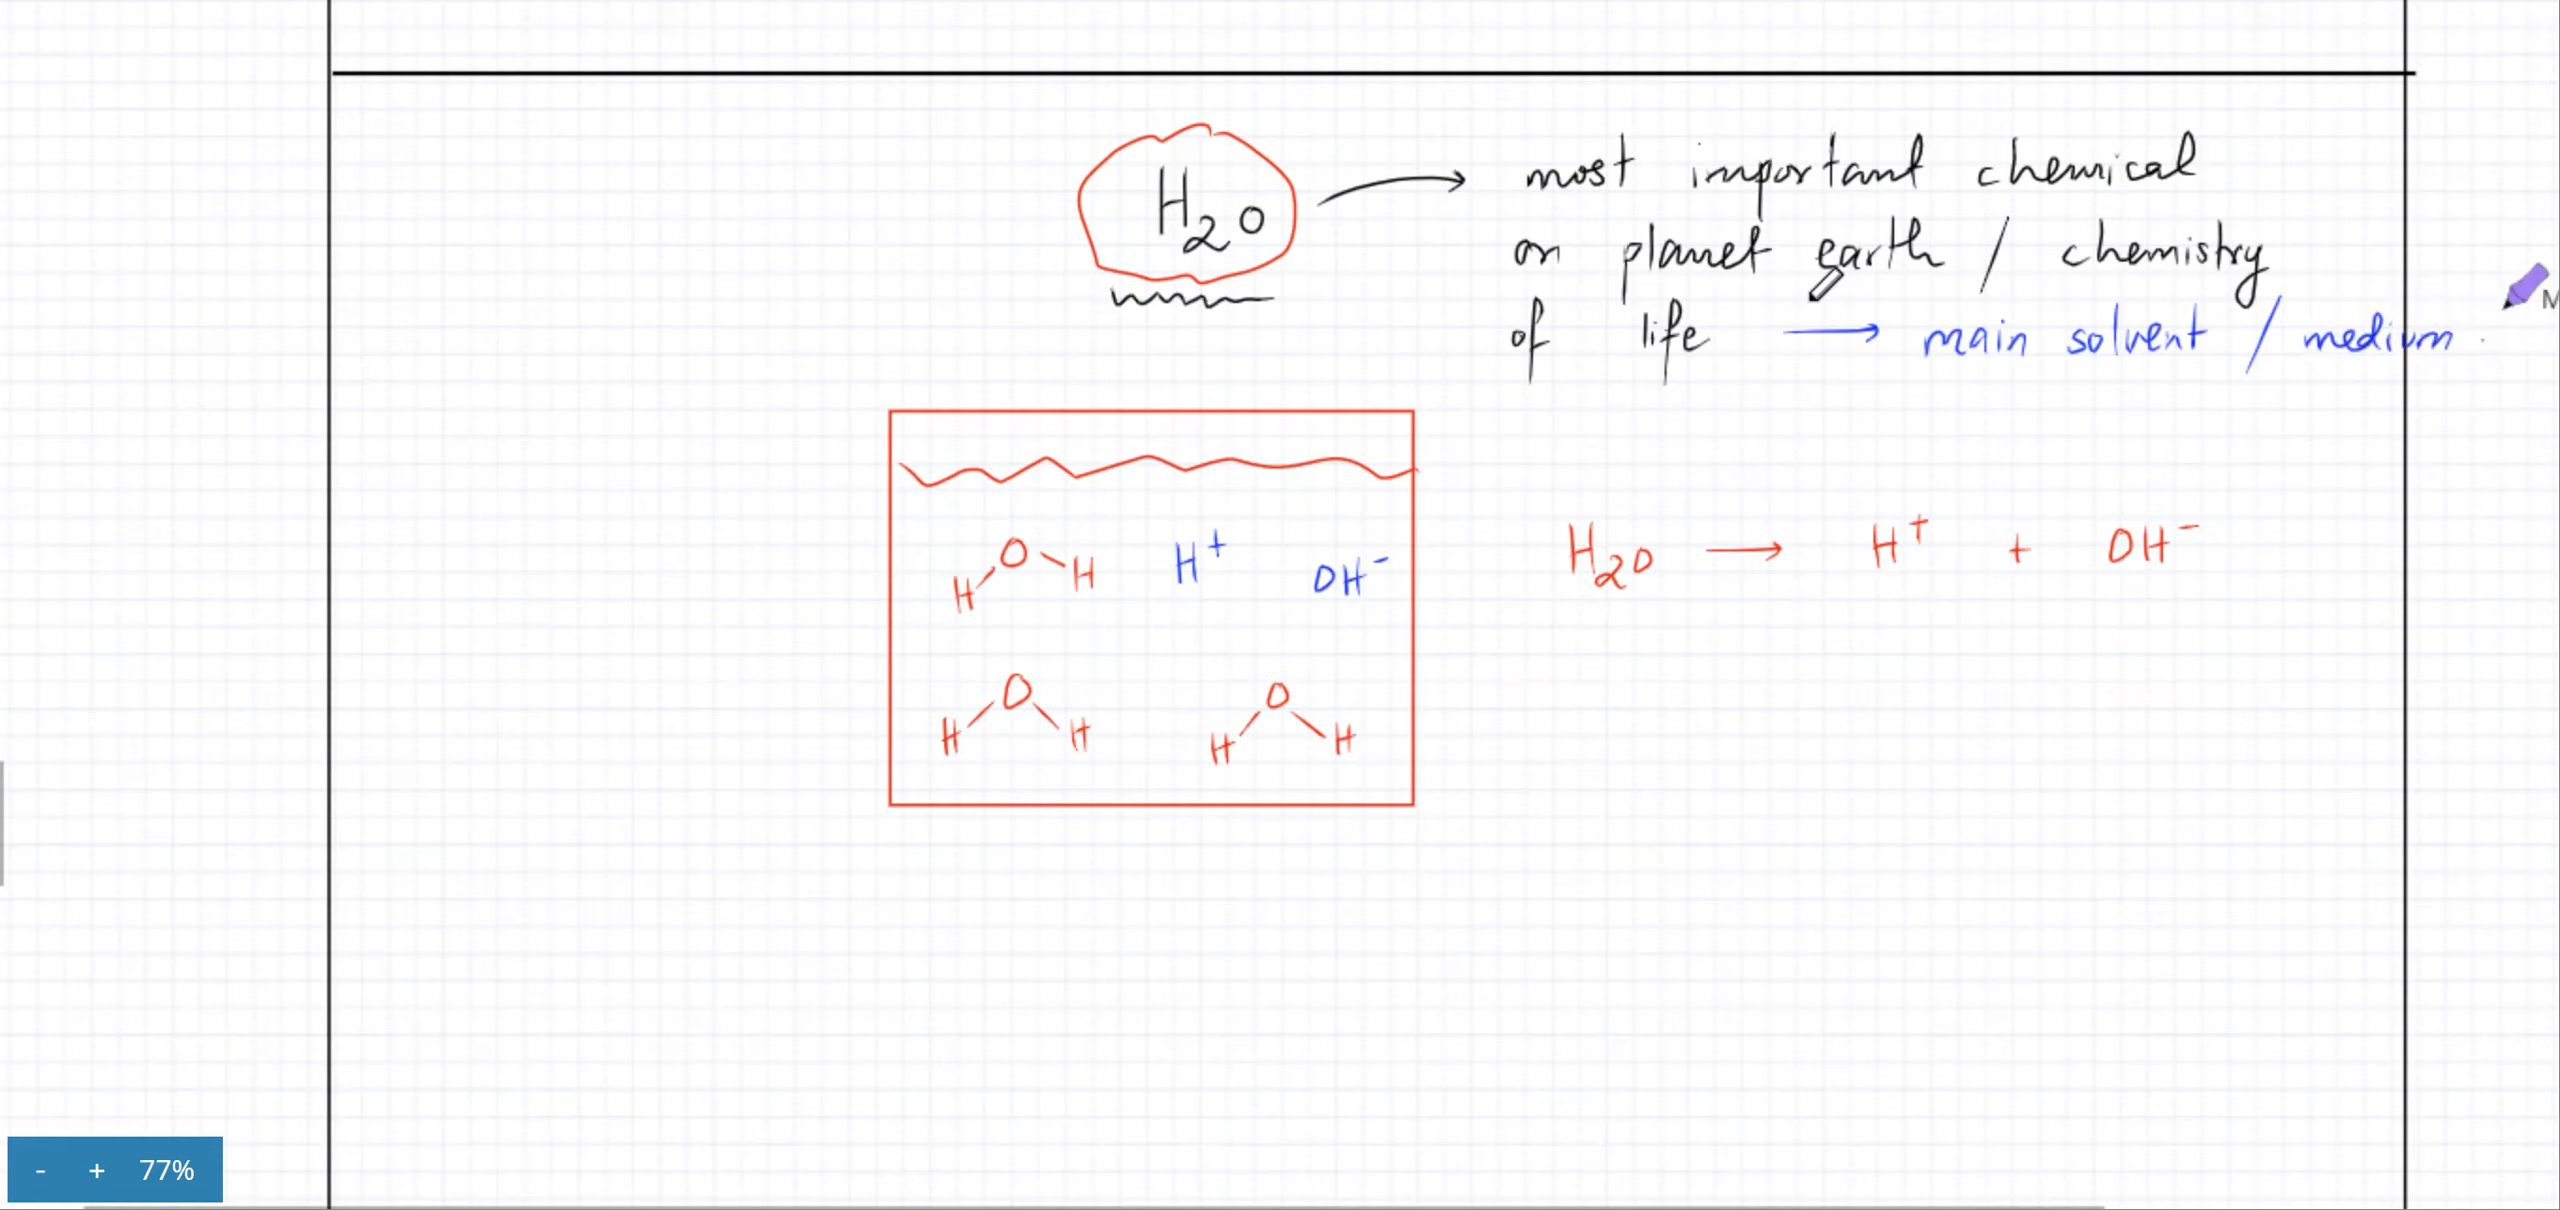 H₂O → most important chemical
on planet earth / chemistry
of life → main solvent / medium.
O H H⁺ OH⁻
H
H₂O → H⁺ + OH⁻
O O
H H H H
M
- + 77%